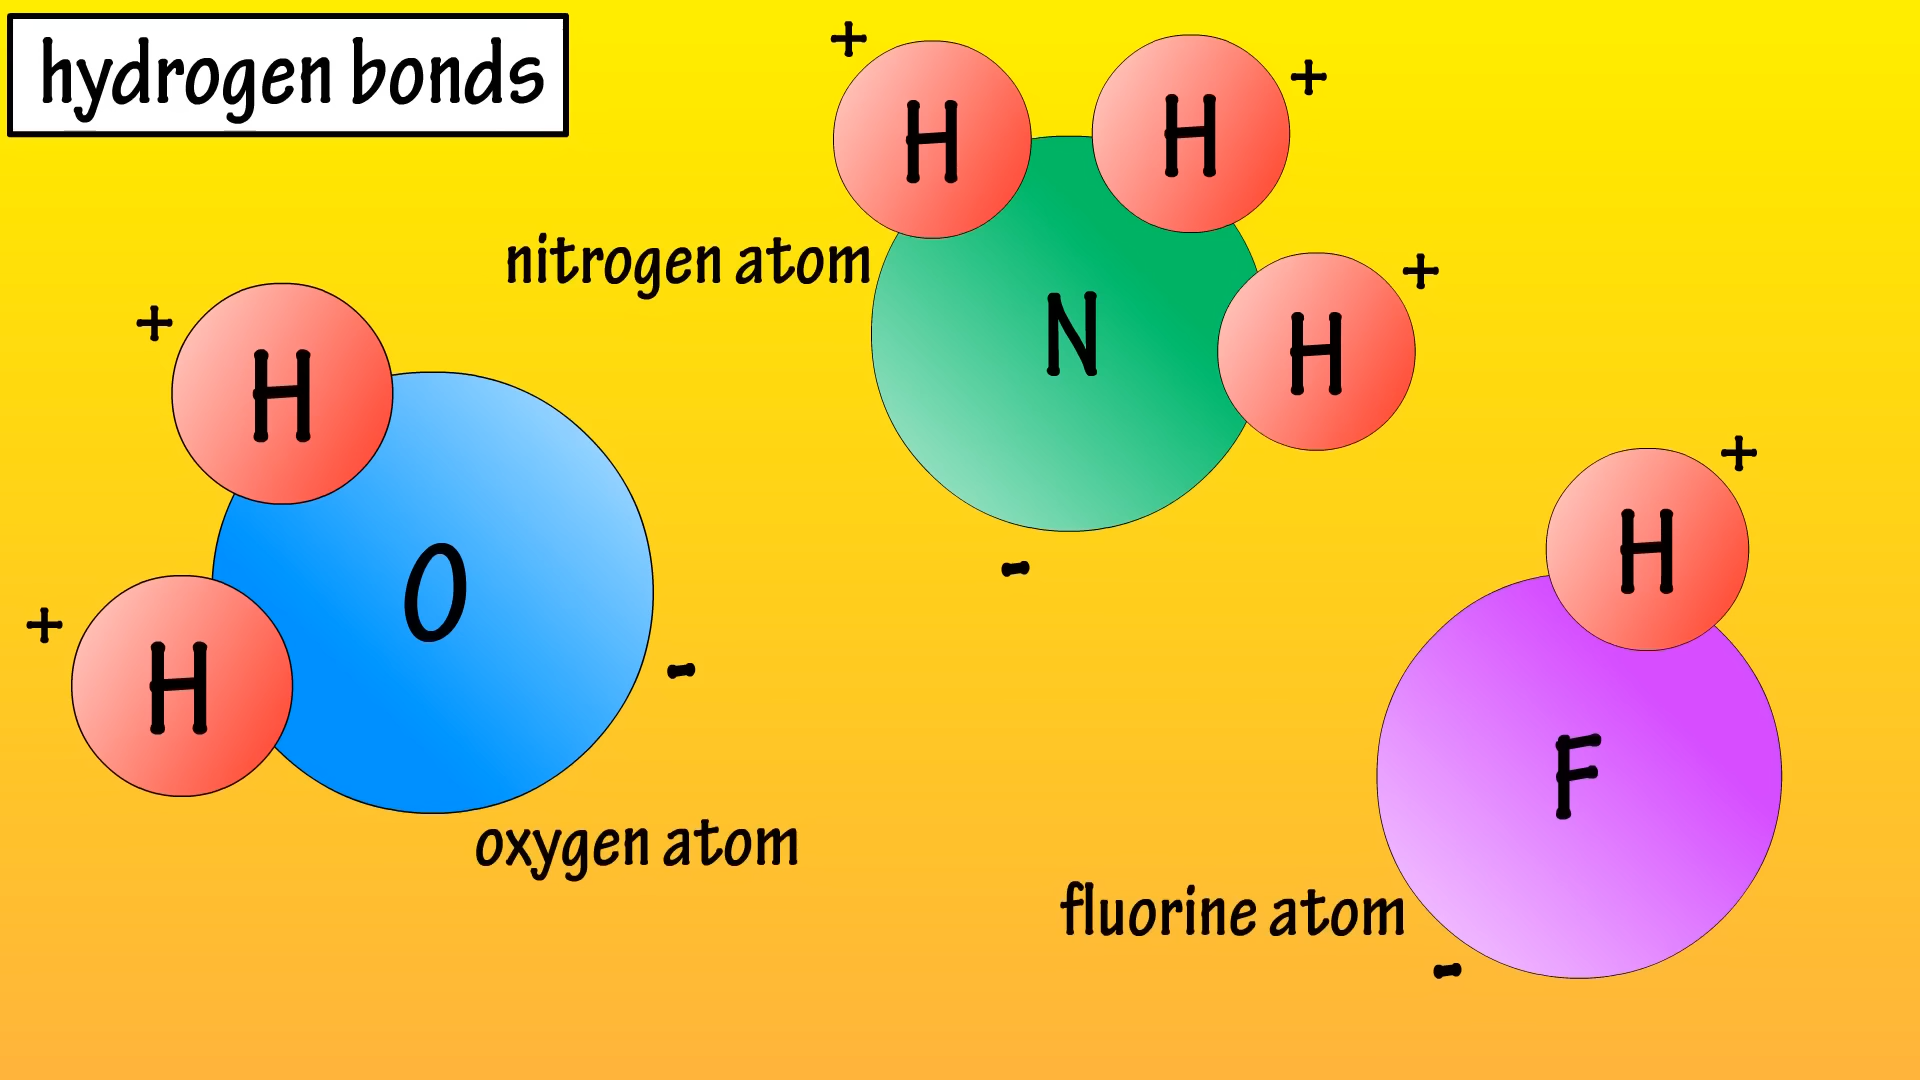 hydrogen bonds
+
H
H
+
nitrogen atom
N
H
+
-
+
H
O
+
H
-
oxygen atom
+
H
F
fluorine atom
-